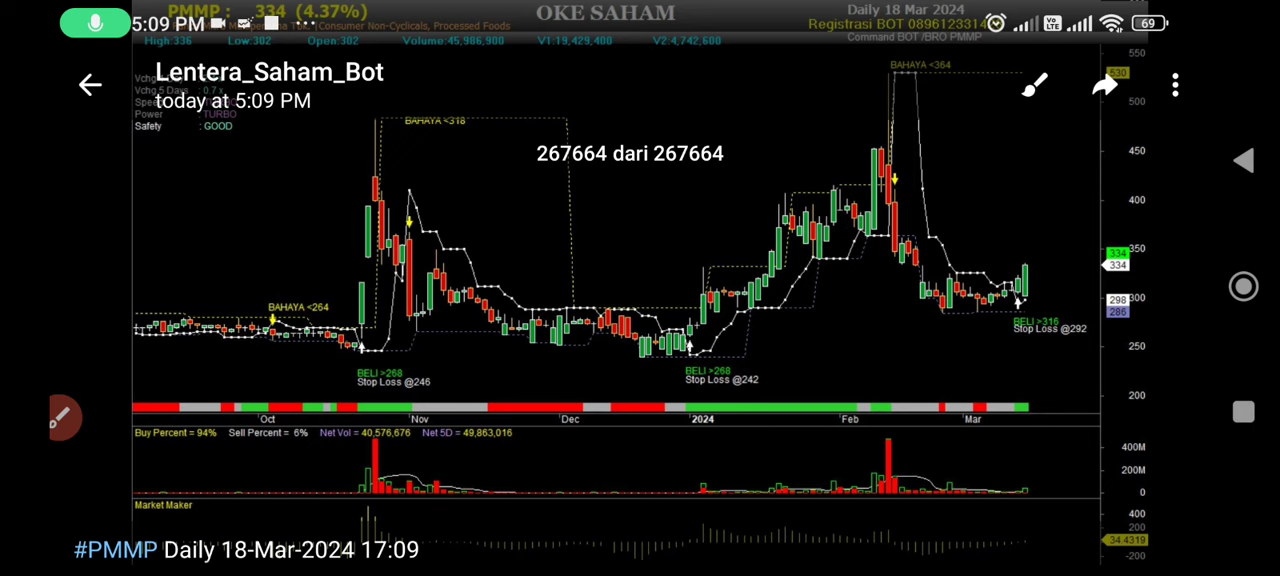 5:09 PM
69
PMMP : 334 (4.37%)
OKE SAHAM
Daily 18 Mar 2024
Consumer Non-Cyclicals, Processed Foods
Registrasi BOT 0896123314
High:336 Low:302 Open:302 Volume:45,986,900 V1:19,429,400 V2:4,742,600
Command BOT /BRO PMMP
Lentera_Saham_Bot
today at 5:09 PM
Vchg 5 Days : 0.7 x
Power : TURBO
Safety : GOOD
267664 dari 267664
BAHAYA <364
BAHAYA <318
BAHAYA <264
550
530
500
450
400
350
334
334
298
300
286
250
200
BELI >316
Stop Loss @292
BELI >268
Stop Loss @246
BELI >268
Stop Loss @242
Oct Nov Dec 2024 Feb Mar
Buy Percent = 94% Sell Percent = 6% Net Vol = 40,576,676 Net 5D = 49,863,016
400M
200M
0
Market Maker
400
200
34.4319
-200
#PMMP Daily 18-Mar-2024 17:09